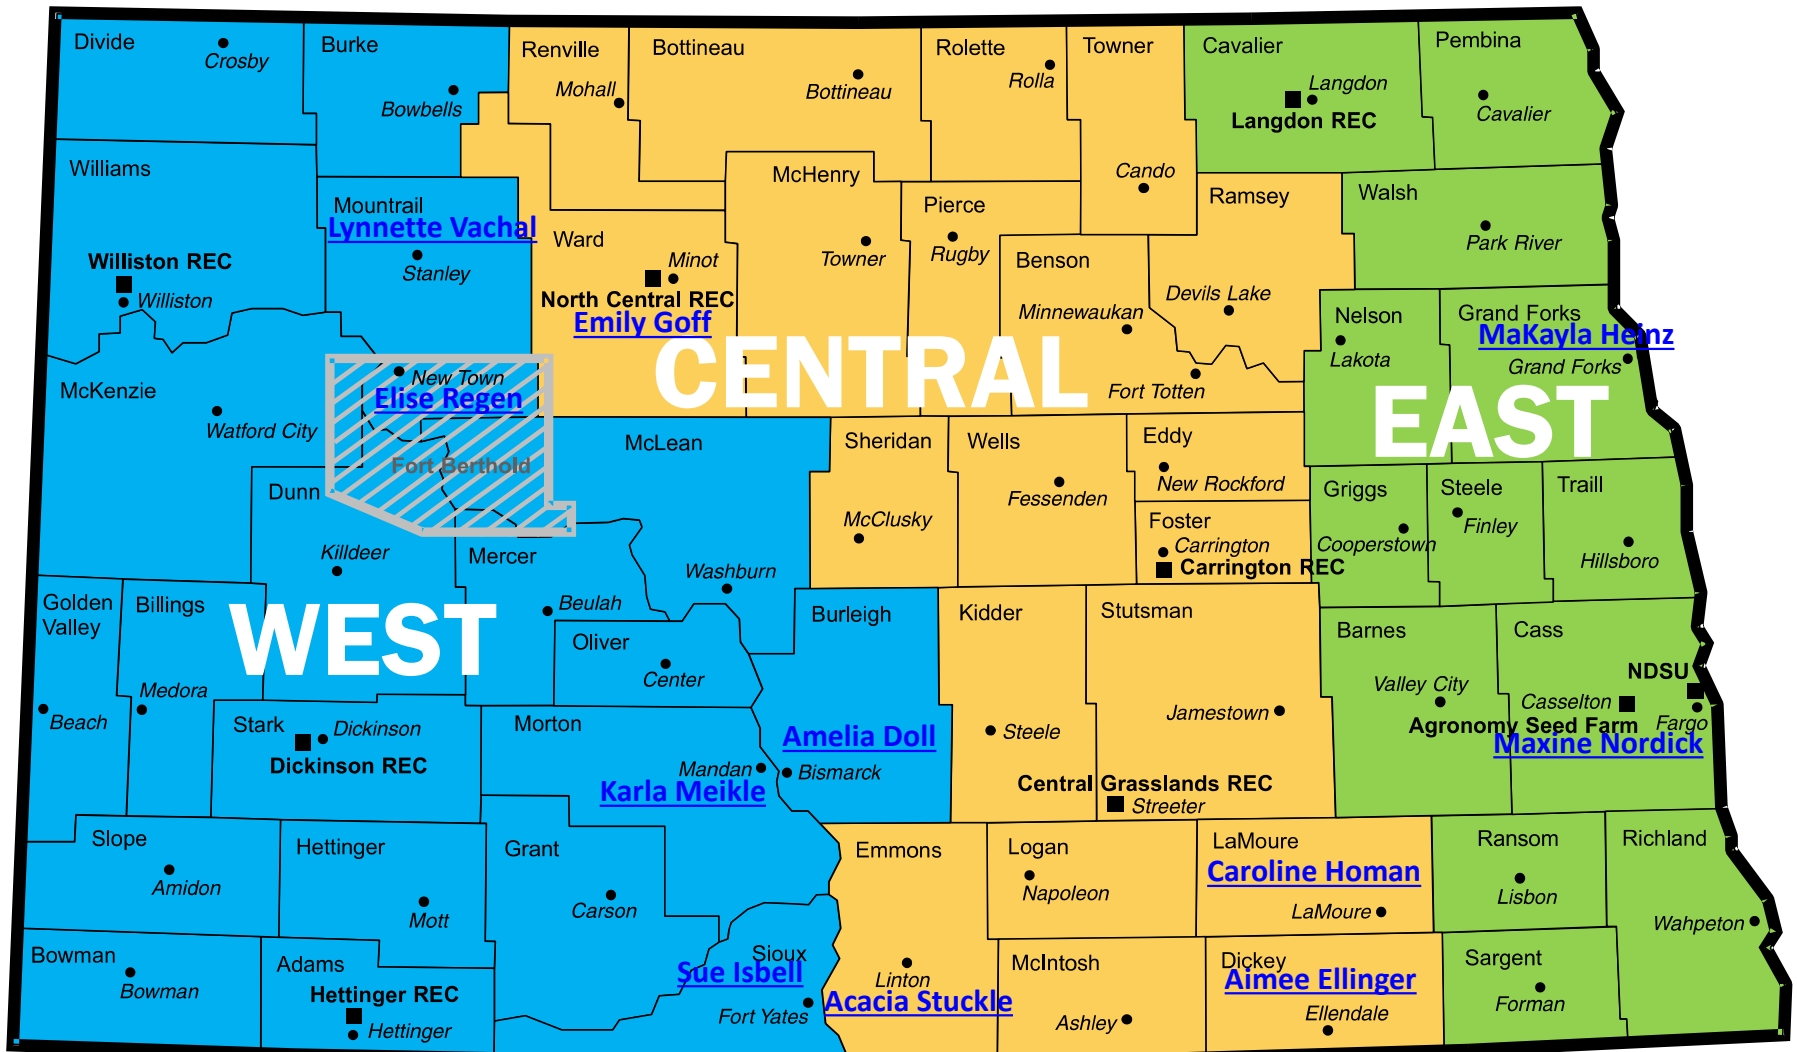 Divide
Crosby
Burke
Bowbells
Renville
Mohall
Bottineau
Bottineau
Rolette
Rolla
Towner
Cando
Cavalier
Langdon
Langdon REC
Pembina
Cavalier
Williams
Williston REC
Williston
Mountrail
Lynnette Vachal
Stanley
Ward
Minot
North Central REC
Emily Goff
McHenry
Towner
Pierce
Rugby
Benson
Minnewaukan
Fort Totten
Ramsey
Devils Lake
Walsh
Park River
Nelson
Lakota
Grand Forks
MaKayla Heinz
Grand Forks
CENTRAL
EAST
McKenzie
Watford City
New Town
Elise Regen
Fort Berthold
McLean
Washburn
Sheridan
McClusky
Wells
Fessenden
Eddy
New Rockford
Foster
Carrington
Carrington REC
Griggs
Cooperstown
Steele
Finley
Traill
Hillsboro
Dunn
Killdeer
Mercer
Beulah
Golden
Valley
Beach
Billings
Medora
WEST
Oliver
Center
Burleigh
Amelia Doll
Bismarck
Kidder
Steele
Stutsman
Jamestown
Central Grasslands REC
Streeter
Barnes
Valley City
Cass
NDSU
Casselton
Agronomy Seed Farm
Fargo
Maxine Nordick
Stark
Dickinson
Dickinson REC
Morton
Mandan
Karla Meikle
Slope
Amidon
Hettinger
Mott
Grant
Carson
Emmons
Linton
Logan
Napoleon
LaMoure
Caroline Homan
LaMoure
Ransom
Lisbon
Richland
Wahpeton
Bowman
Bowman
Adams
Hettinger REC
Hettinger
Sioux
Sue Isbell
Fort Yates
Acacia Stuckle
McIntosh
Ashley
Dickey
Aimee Ellinger
Ellendale
Sargent
Forman